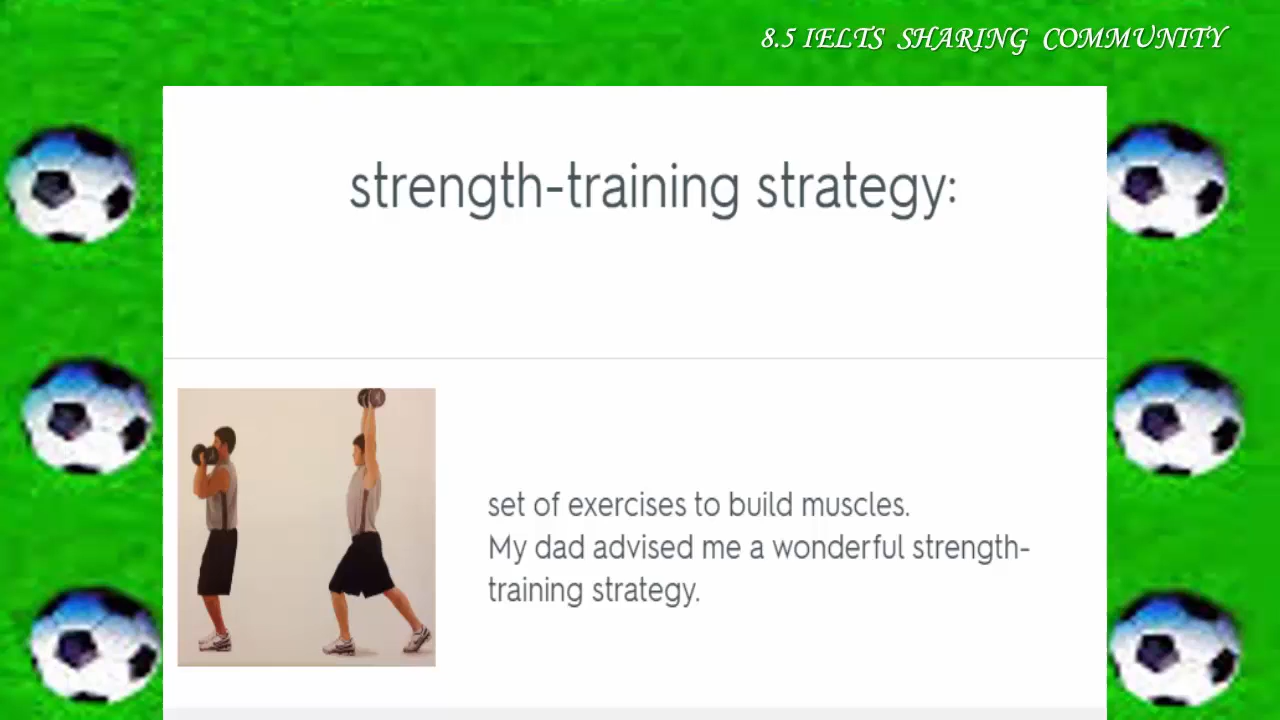 8.5 IELTS SHARING COMMUNITY
strength-training strategy:
set of exercises to build muscles.
My dad advised me a wonderful strength-
training strategy.